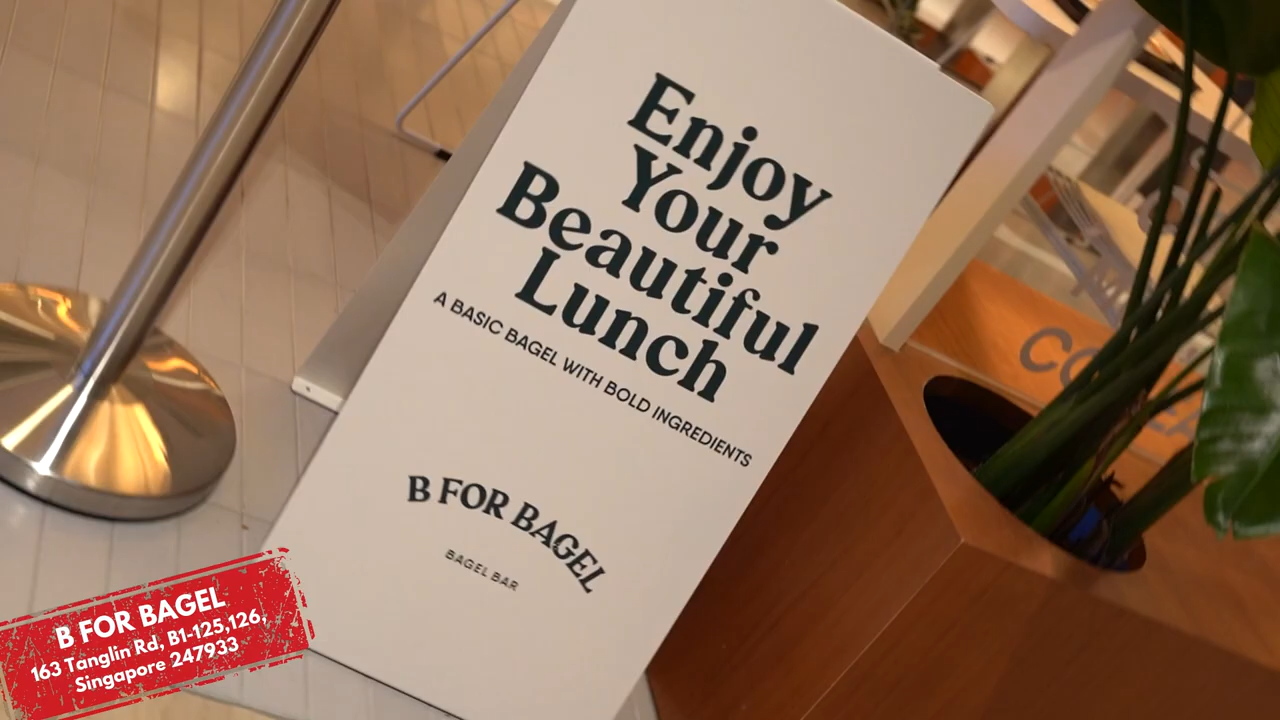 Enjoy
Your
Beautiful
Lunch
A BASIC BAGEL WITH BOLD INGREDIENTS
B FOR BAGEL
BAGEL BAR
B FOR BAGEL
163 Tanglin Rd, B1-125,126,
Singapore 247933